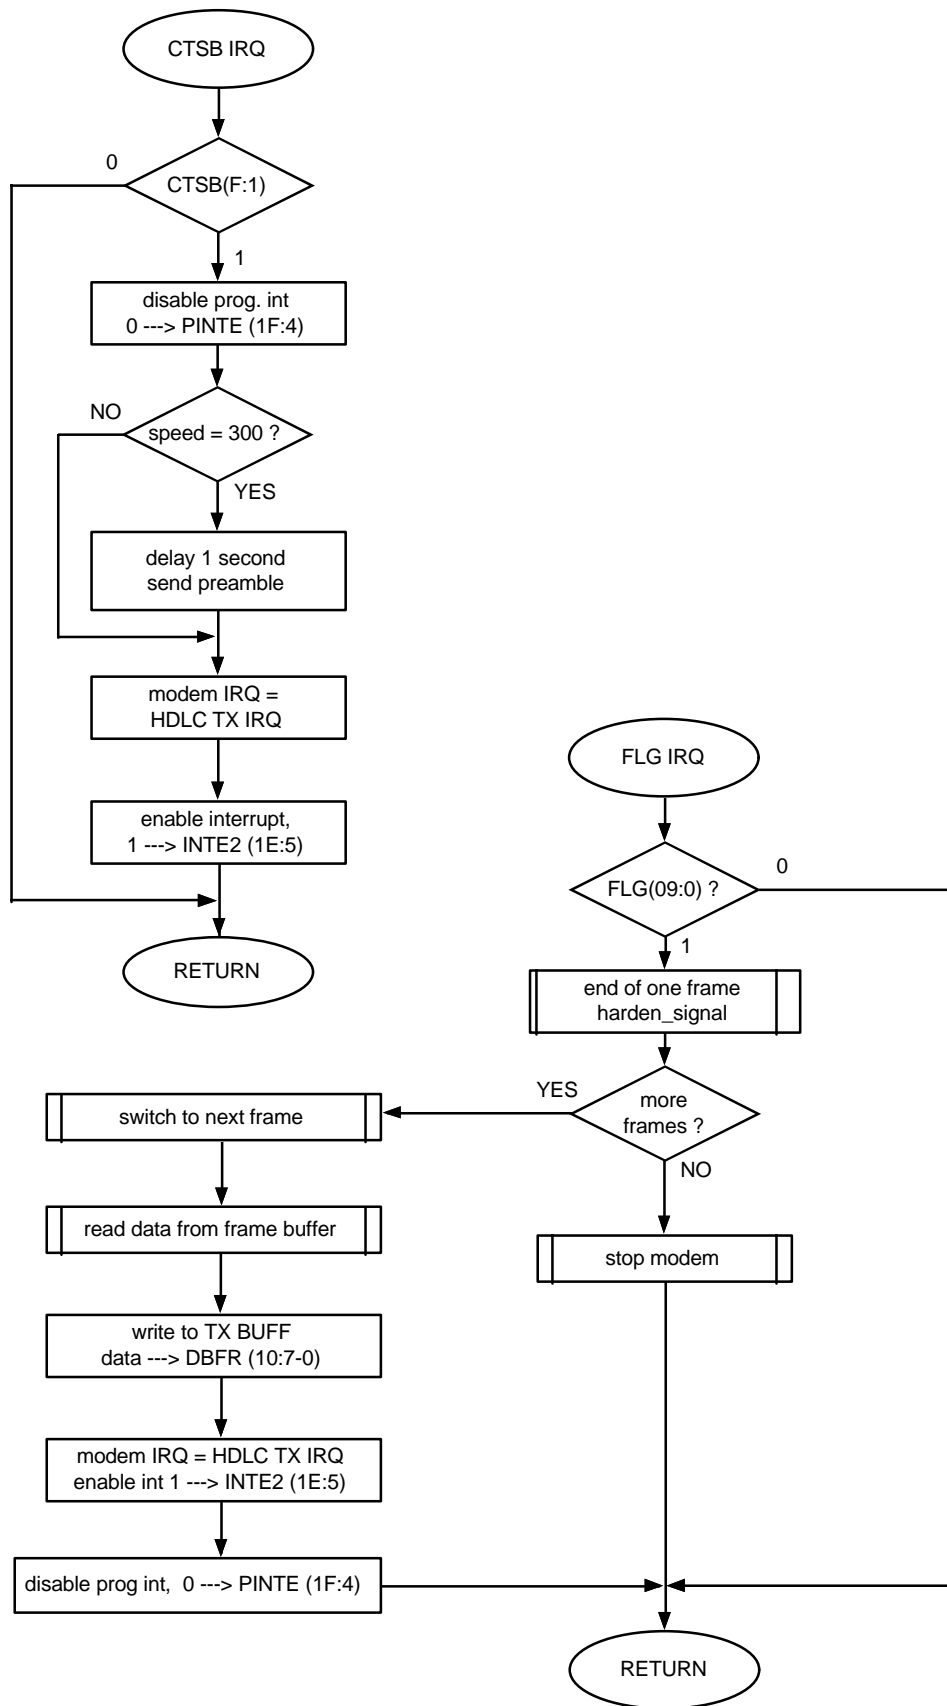 CTSB IRQ
0
CTSB(F:1)
1
disable prog. int
0 ---> PINTE (1F:4)
NO
speed = 300 ?
YES
delay 1 second
send preamble
modem IRQ =
HDLC TX IRQ
enable interrupt,
1 ---> INTE2 (1E:5)
RETURN
FLG IRQ
FLG(09:0) ?
0
1
end of one frame
harden_signal
YES
more
frames ?
NO
switch to next frame
read data from frame buffer
stop modem
write to TX BUFF
data ---> DBFR (10:7-0)
modem IRQ = HDLC TX IRQ
enable int 1 ---> INTE2 (1E:5)
disable prog int,  0 ---> PINTE (1F:4)
RETURN